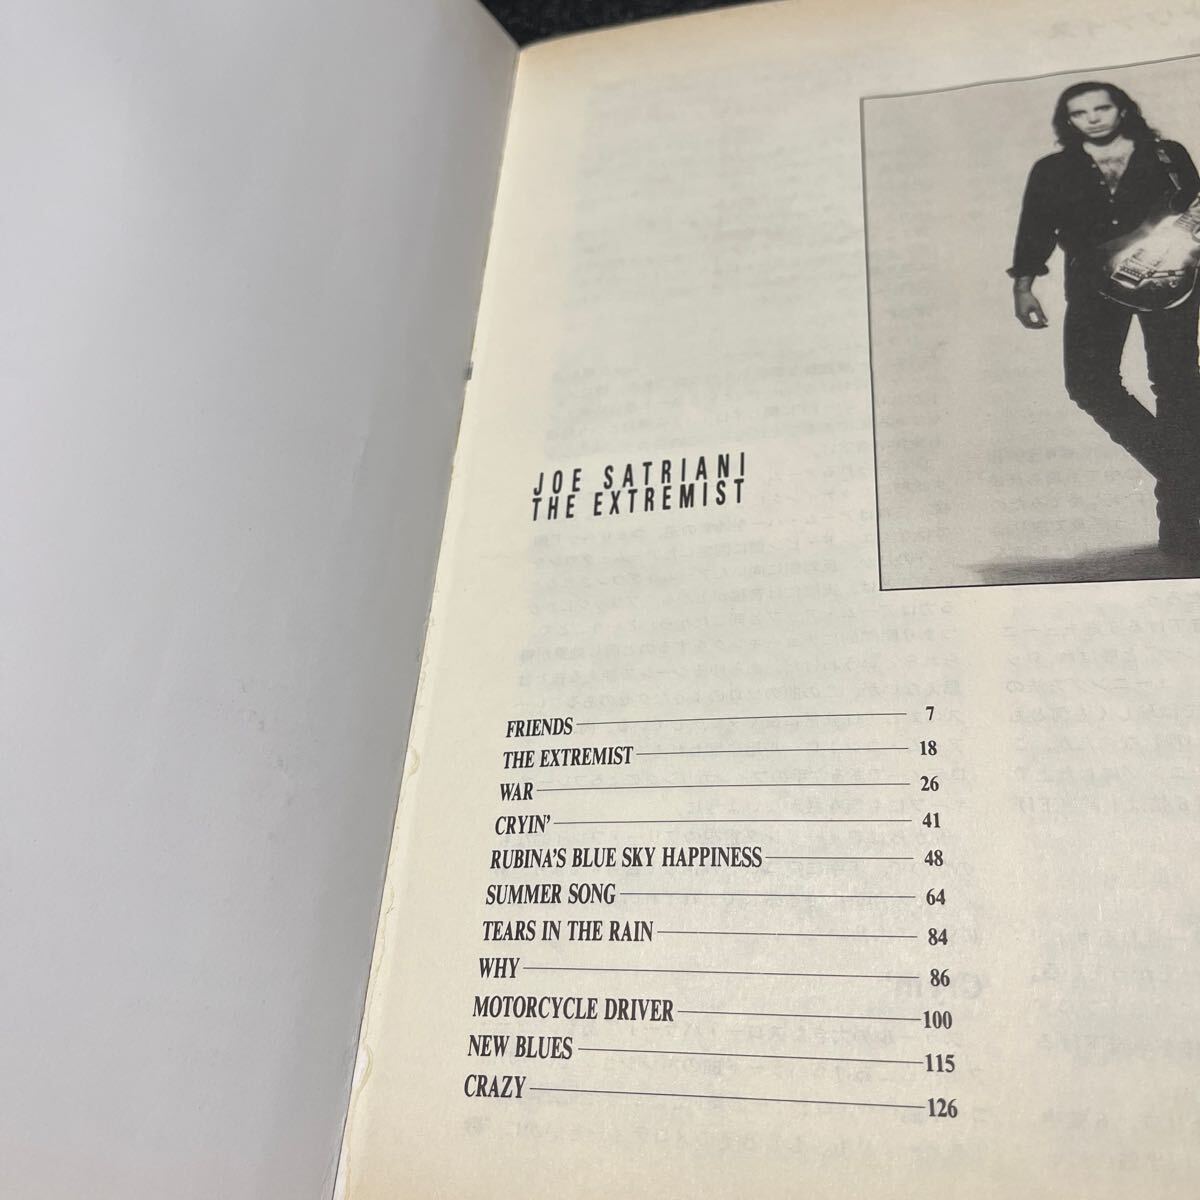 JOE SATRIANI
THE EXTREMIST
FRIENDS 7
THE EXTREMIST 18
WAR 26
CRYIN' 41
RUBINA'S BLUE SKY HAPPINESS 48
SUMMER SONG 64
TEARS IN THE RAIN 84
WHY 86
MOTORCYCLE DRIVER 100
NEW BLUES 115
CRAZY 126